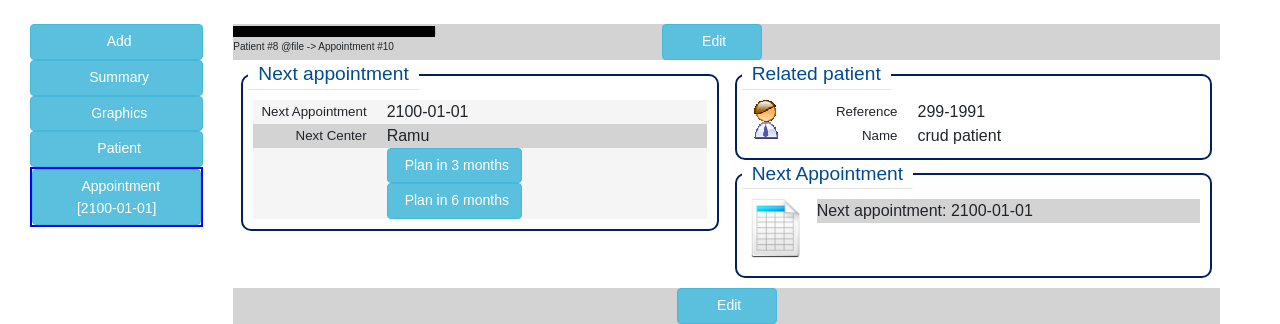 Add
Summary
Graphics
Patient
Appointment
[2100-01-01]
Patient #8 @file -> Appointment #10
Edit
Next appointment
Next Appointment 2100-01-01
Next Center Ramu
Plan in 3 months
Plan in 6 months
Related patient
Reference 299-1991
Name crud patient
Next Appointment
Next appointment: 2100-01-01
Edit